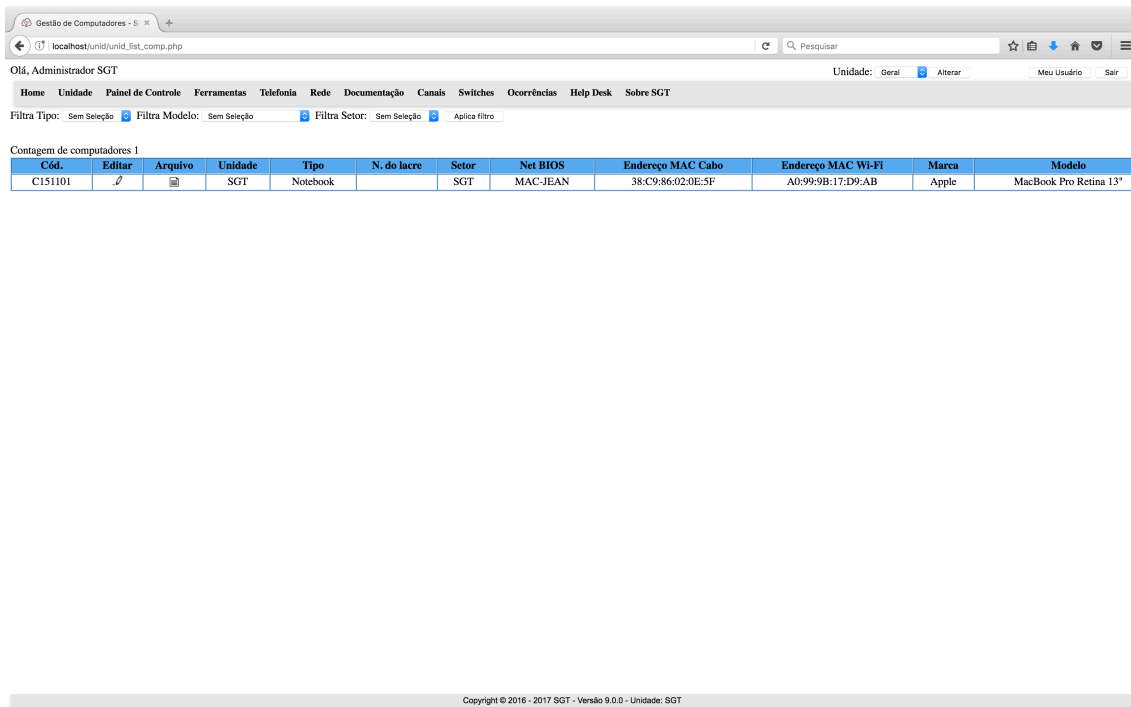 Gestão de Computadores - S
localhost/unid/unid_list_comp.php
Pesquisar
Olá, Administrador SGT
Unidade: Geral Alterar Meu Usuário Sair
Home Unidade Painel de Controle Ferramentas Telefonia Rede Documentação Canais Switches Ocorrências Help Desk Sobre SGT
Filtra Tipo: Sem Seleção Filtra Modelo: Sem Seleção Filtra Setor: Sem Seleção Aplica filtro
Contagem de computadores 1
Cód. Editar Arquivo Unidade Tipo N. do lacre Setor Net BIOS Endereço MAC Cabo Endereço MAC Wi-Fi Marca Modelo
C151101 SGT Notebook SGT MAC-JEAN 38:C9:86:02:0E:5F A0:99:9B:17:D9:AB Apple MacBook Pro Retina 13"
Copyright © 2016 - 2017 SGT - Versão 9.0.0 - Unidade: SGT